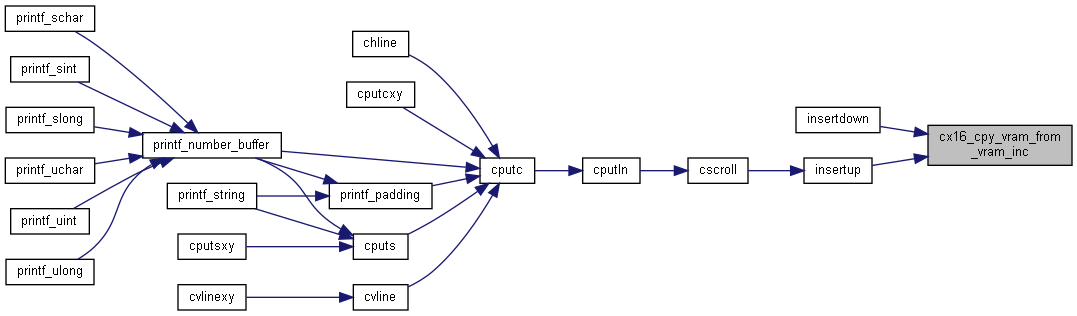 printf_schar
printf_sint
printf_slong
printf_uchar
printf_uint
printf_ulong
printf_number_buffer
printf_string
cputsxy
cvlinexy
chline
cputcxy
printf_padding
cputs
cvline
cputc
cputln
cscroll
insertdown
insertup
cx16_cpy_vram_from
_vram_inc